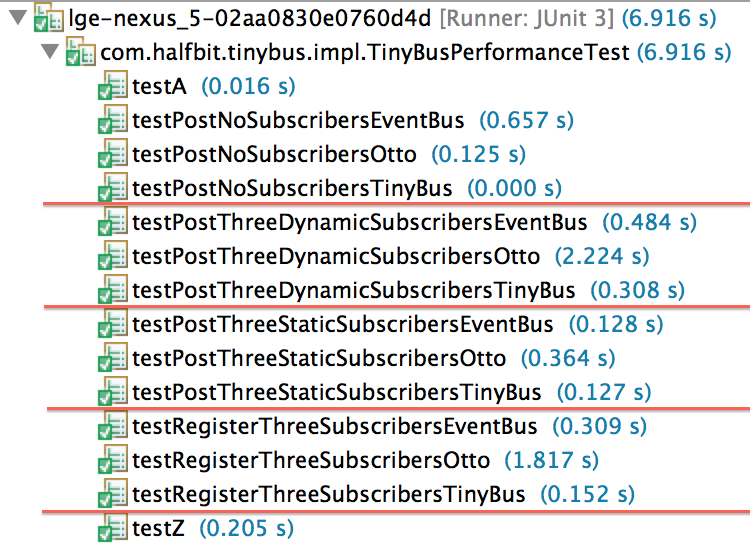 lge-nexus_5-02aa0830e0760d4d [Runner: JUnit 3] (6.916 s)
com.halfbit.tinybus.impl.TinyBusPerformanceTest (6.916 s)
testA (0.016 s)
testPostNoSubscribersEventBus (0.657 s)
testPostNoSubscribersOtto (0.125 s)
testPostNoSubscribersTinyBus (0.000 s)
testPostThreeDynamicSubscribersEventBus (0.484 s)
testPostThreeDynamicSubscribersOtto (2.224 s)
testPostThreeDynamicSubscribersTinyBus (0.308 s)
testPostThreeStaticSubscribersEventBus (0.128 s)
testPostThreeStaticSubscribersOtto (0.364 s)
testPostThreeStaticSubscribersTinyBus (0.127 s)
testRegisterThreeSubscribersEventBus (0.309 s)
testRegisterThreeSubscribersOtto (1.817 s)
testRegisterThreeSubscribersTinyBus (0.152 s)
testZ (0.205 s)